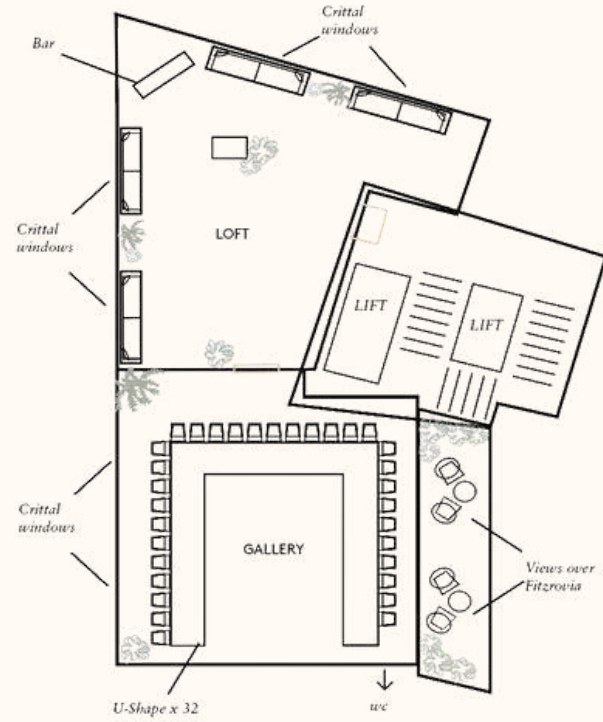 Crittal
windows
Bar
Crittal
windows
LOFT
LIFT
LIFT
Crittal
windows
GALLERY
Views over
Fitzrovia
U-Shape x 32
wc